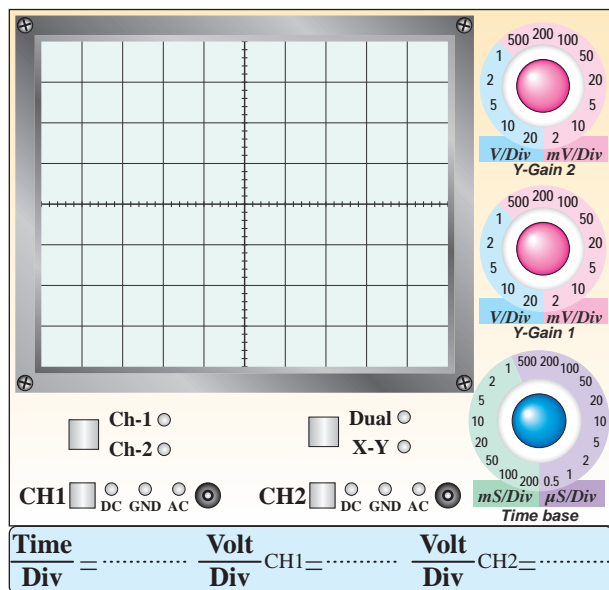 500 200 100
1 50
2 20
5 10
10 20 2
V/Div mV/Div
Y-Gain 2
500 200 100
1 50
2 20
5 10
10 20 2
V/Div mV/Div
Y-Gain 1
500 200 100
1 50
2 20
5 10
10 5
20 2
50 1
100 200 0.5
mS/Div µS/Div
Time base
Ch-1
Ch-2
Dual
X-Y
CH1
DC GND AC
CH2
DC GND AC
Time
Div
= ............
Volt
Div
CH1= ............
Volt
Div
CH2= ............